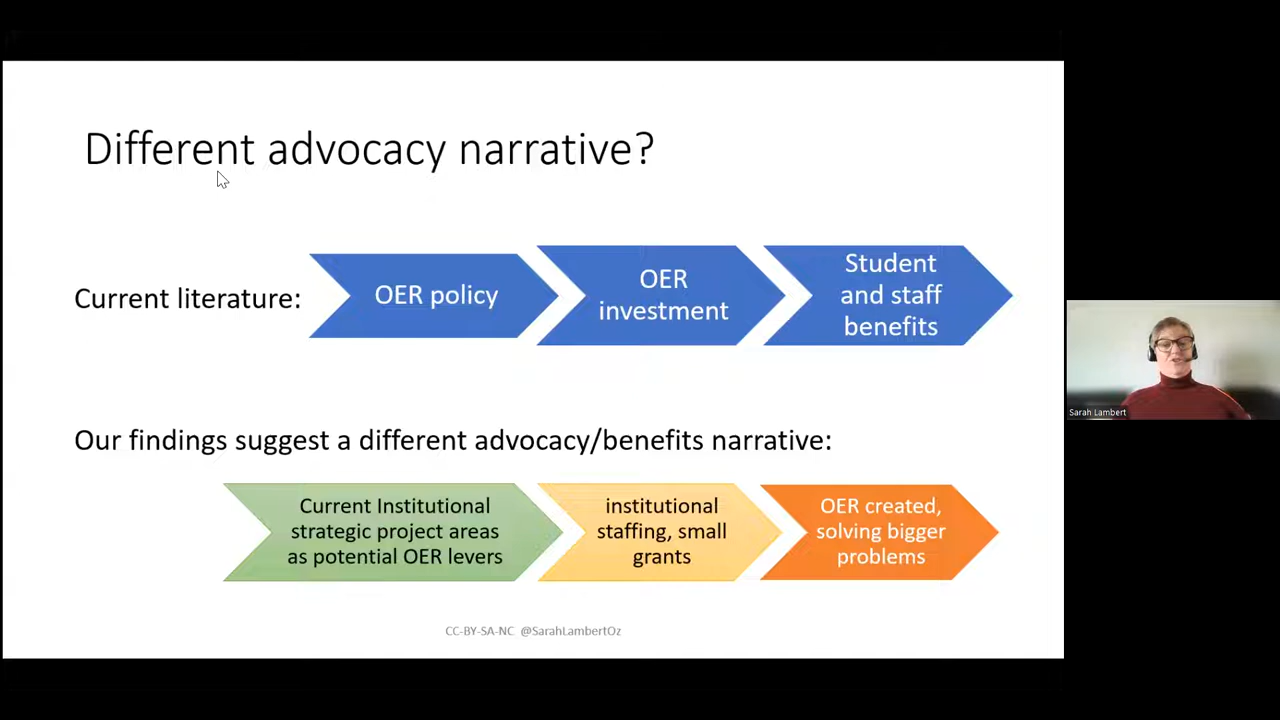 Different advocacy narrative?
Current literature:
OER policy
OER
investment
Student
and staff
benefits
Our findings suggest a different advocacy/benefits narrative:
Current Institutional
strategic project areas
as potential OER levers
institutional
staffing, small
grants
OER created,
solving bigger
problems
CC-BY-SA-NC @SarahLambertOz
Sarah Lambert